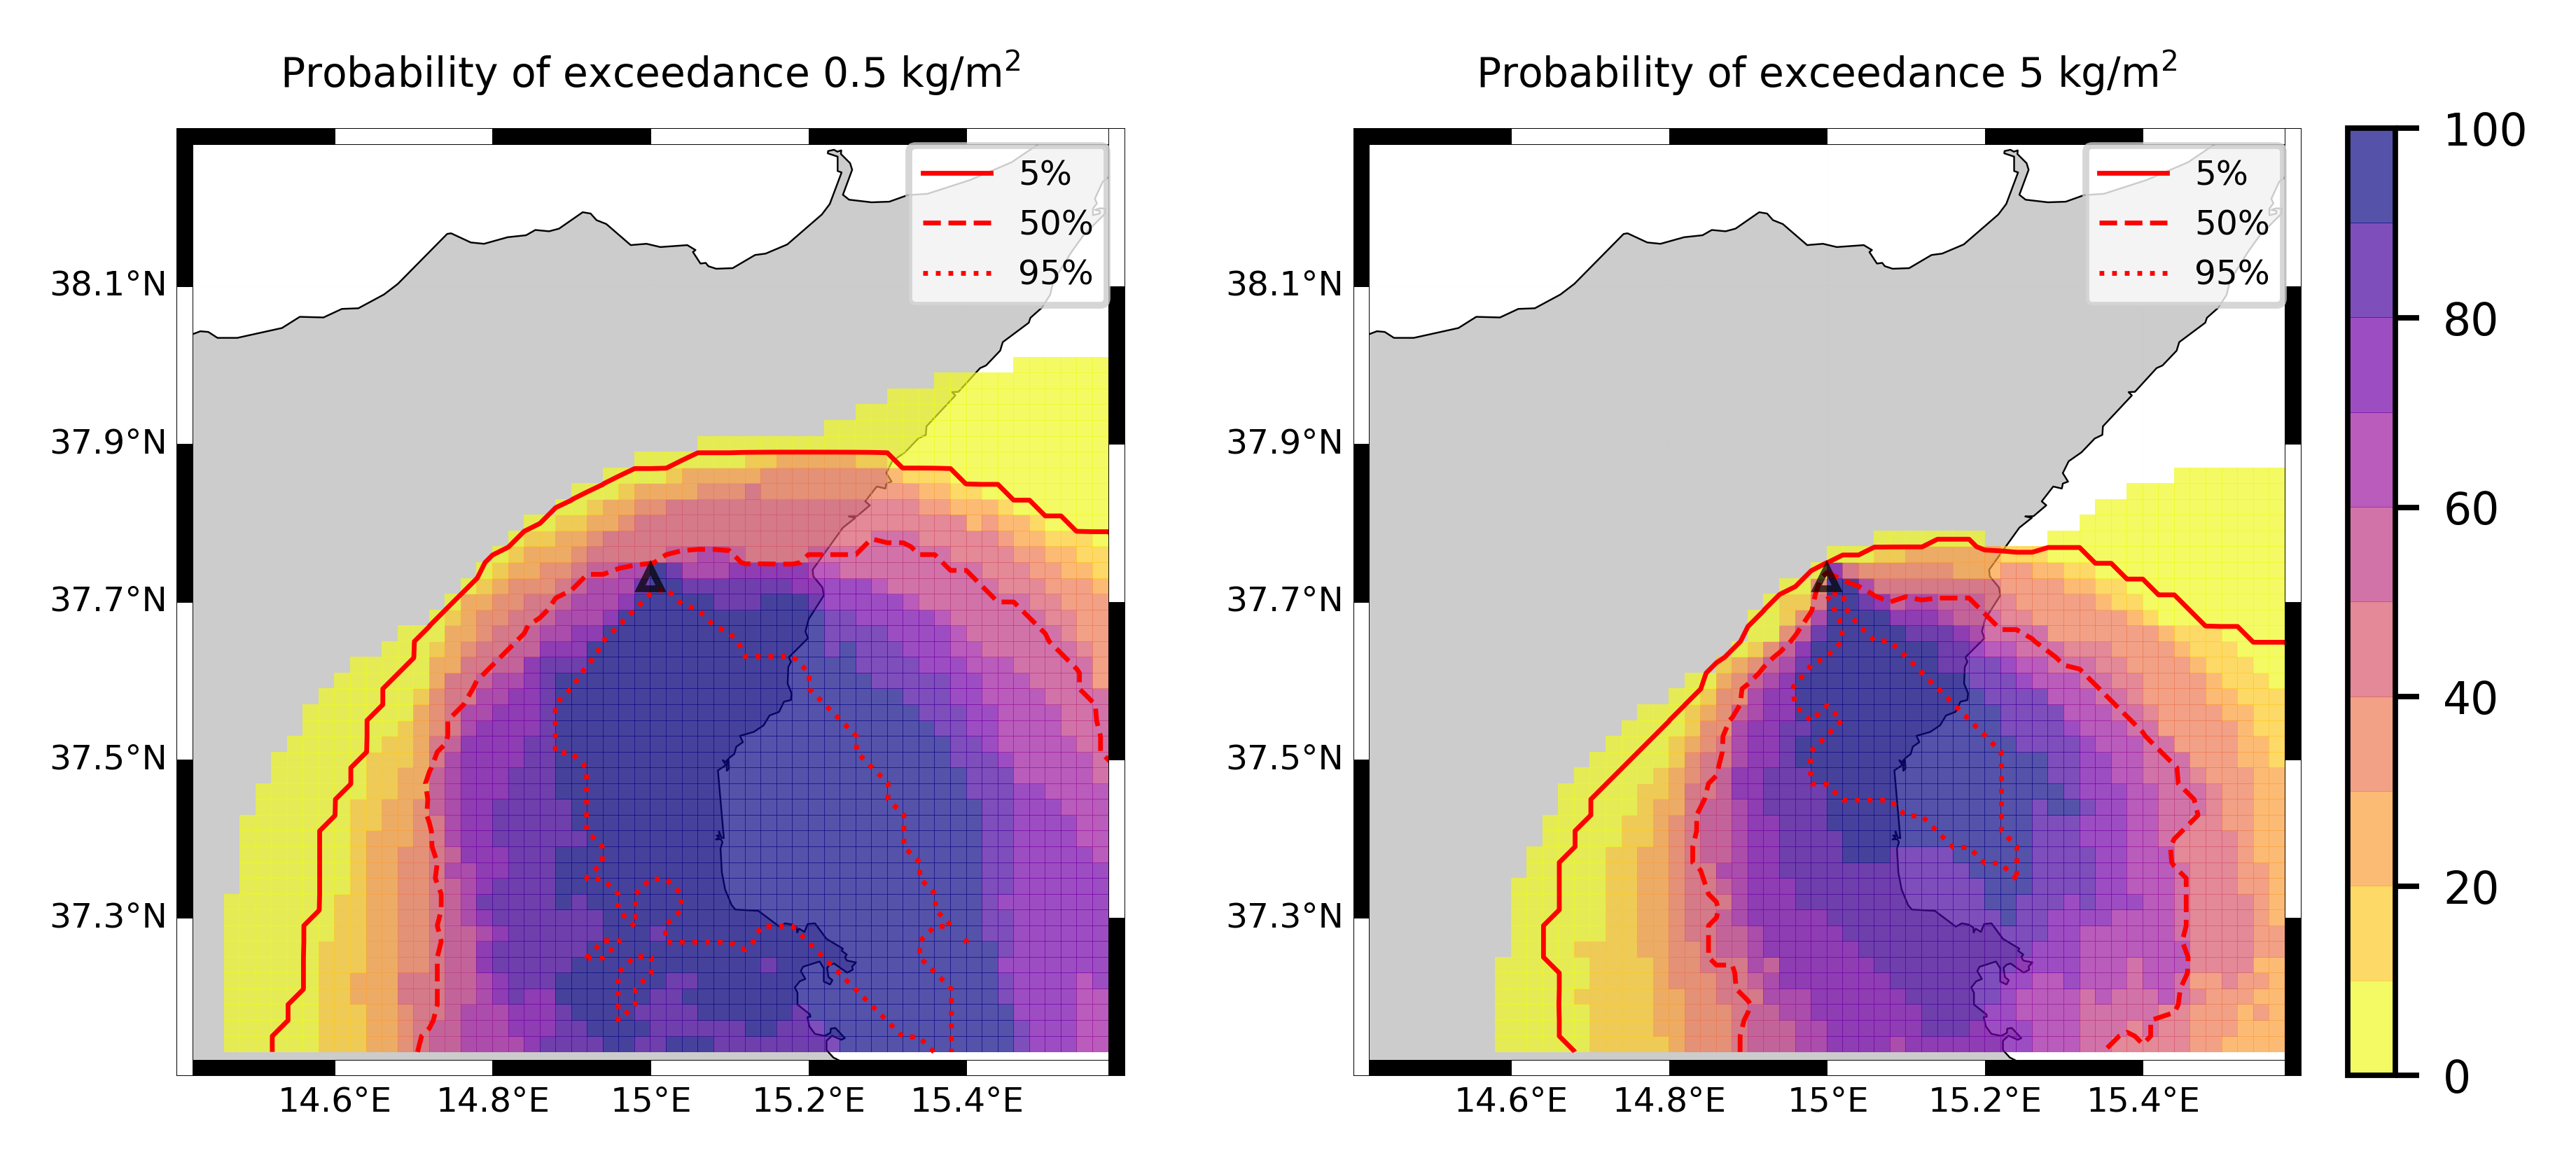 Probability of exceedance 0.5 kg/m²
5%
50%
95%
38.1°N
37.9°N
37.7°N
37.5°N
37.3°N
14.6°E
14.8°E
15°E
15.2°E
15.4°E
Probability of exceedance 5 kg/m²
5%
50%
95%
38.1°N
37.9°N
37.7°N
37.5°N
37.3°N
14.6°E
14.8°E
15°E
15.2°E
15.4°E
100
80
60
40
20
0